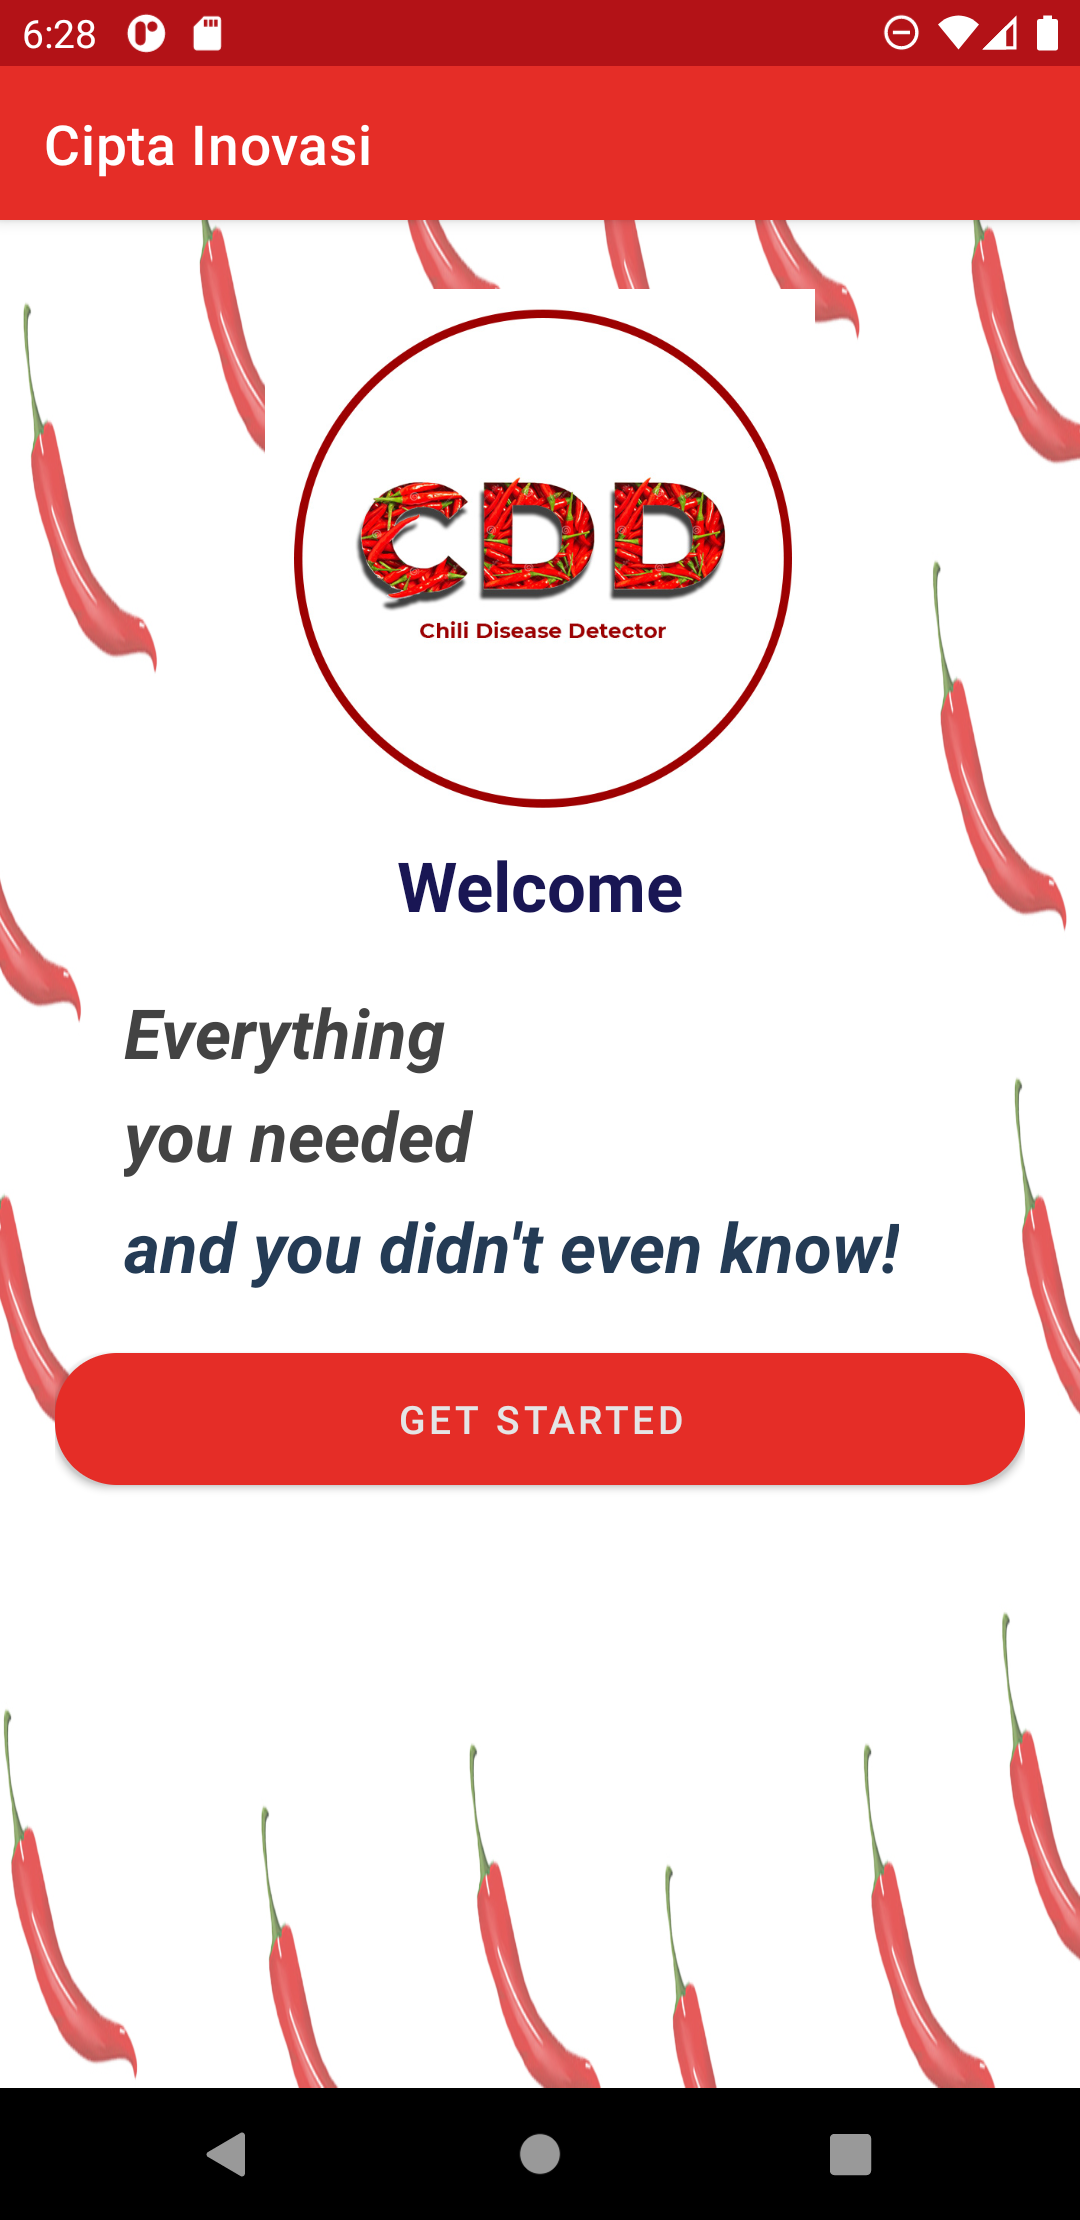 6:28
Cipta Inovasi
CDD
Chili Disease Detector
Welcome
Everything
you needed
and you didn't even know!
GET STARTED